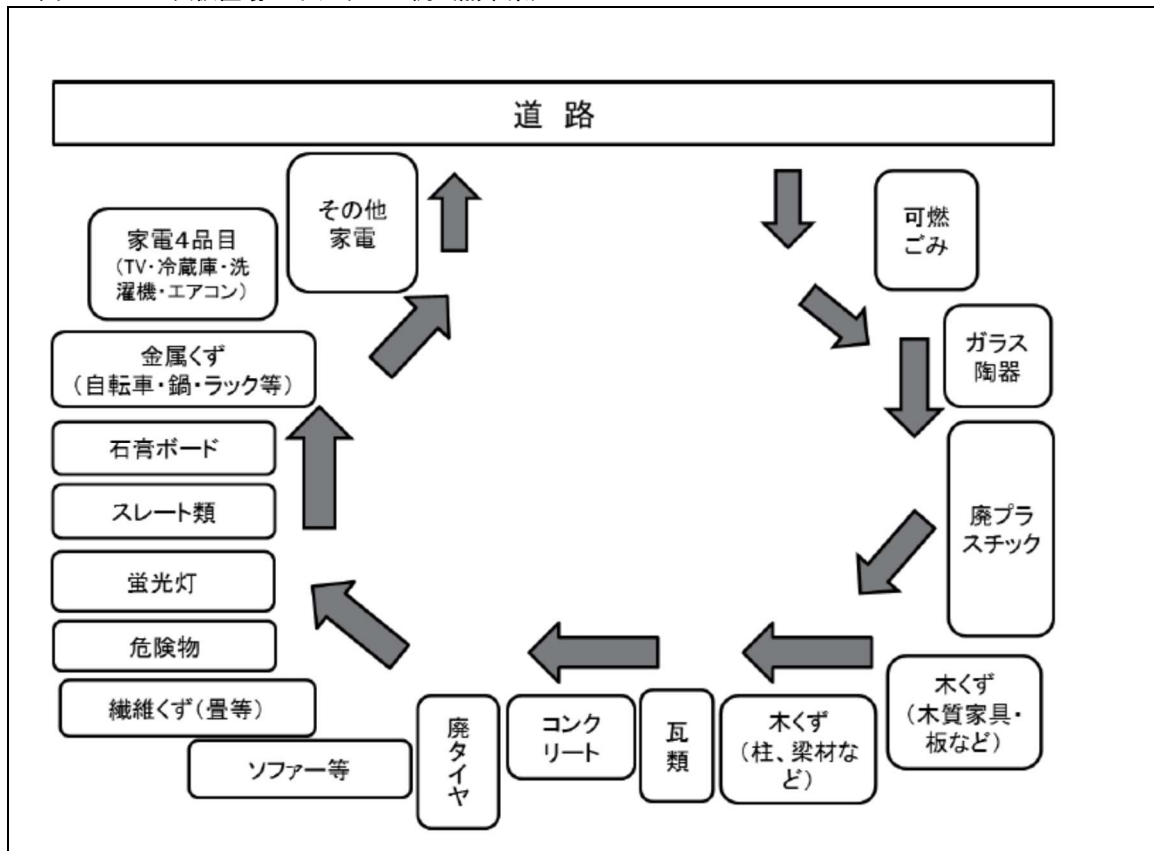 道 路
その他
家電
可燃
ごみ
家電4品目
(TV・冷蔵庫・洗
濯機・エアコン)
ガラス
陶器
金属くず
(自転車・鍋・ラック等)
石膏ボード
スレート類
廃プラ
スチック
蛍光灯
危険物
繊維くず(畳等)
ソファー等
廃タイヤ
コンク
リート
瓦類
木くず
(柱、梁材な
ど)
木くず
(木質家具・
板など)